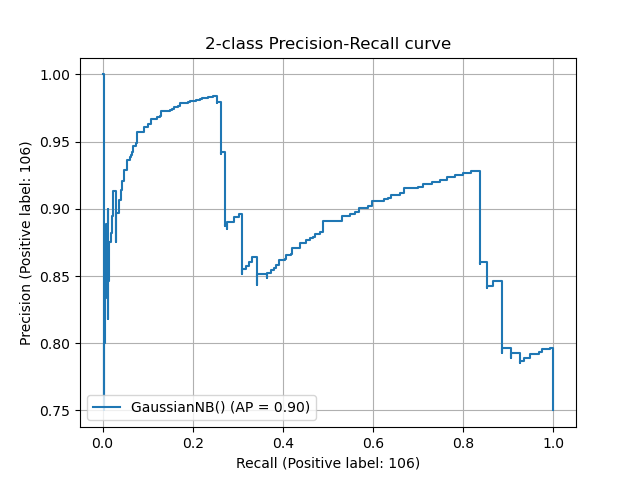 2-class Precision-Recall curve
Precision (Positive label: 106)
1.00
0.95
0.90
0.85
0.80
0.75
GaussianNB() (AP = 0.90)
0.0 0.2 0.4 0.6 0.8 1.0
Recall (Positive label: 106)